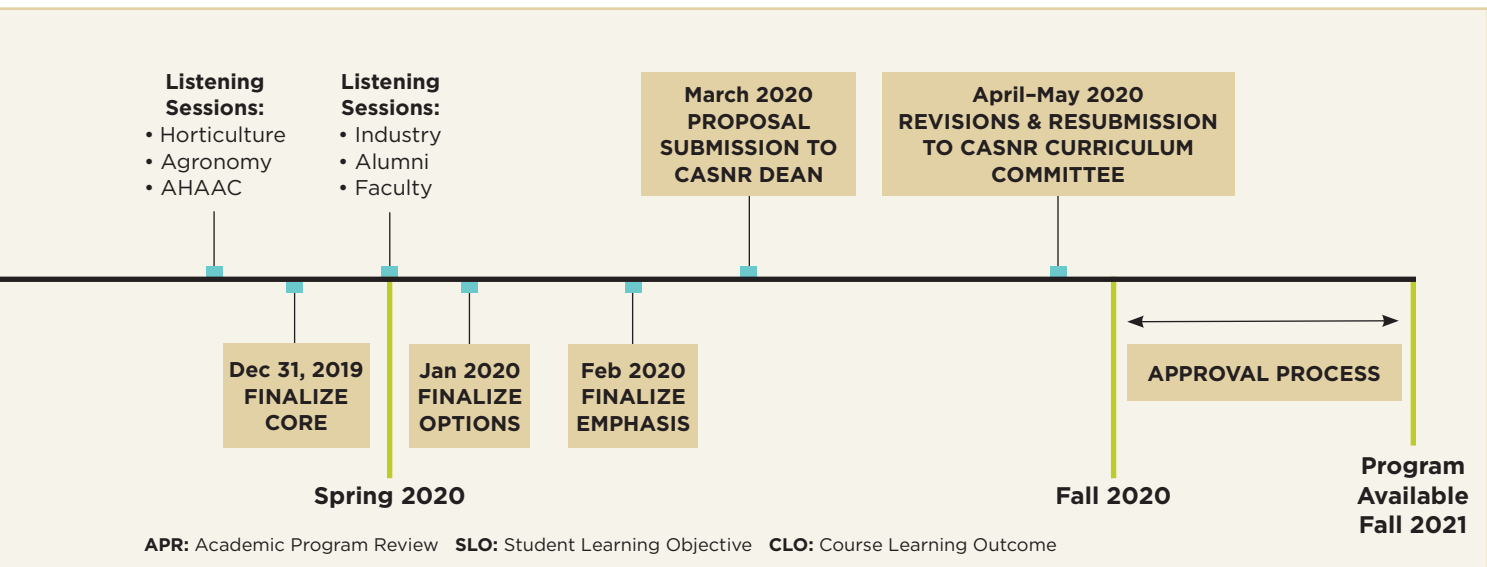 Listening
Sessions:
• Horticulture
• Agronomy
• AHAAC
Listening
Sessions:
• Industry
• Alumni
• Faculty
March 2020
PROPOSAL
SUBMISSION TO
CASNR DEAN
April–May 2020
REVISIONS & RESUBMISSION
TO CASNR CURRICULUM
COMMITTEE
Dec 31, 2019
FINALIZE
CORE
Jan 2020
FINALIZE
OPTIONS
Feb 2020
FINALIZE
EMPHASIS
APPROVAL PROCESS
Spring 2020
Fall 2020
Program
Available
Fall 2021
APR: Academic Program Review SLO: Student Learning Objective CLO: Course Learning Outcome